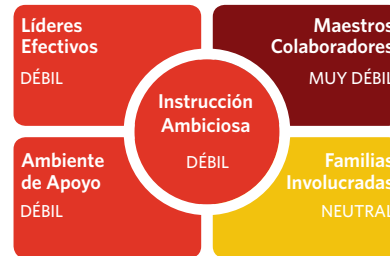 Líderes
Efectivos
DÉBIL
Maestros
Colaboradores
MUY DÉBIL
Instrucción
Ambiciosa
DÉBIL
Ambiente
de Apoyo
DÉBIL
Familias
Involucradas
NEUTRAL